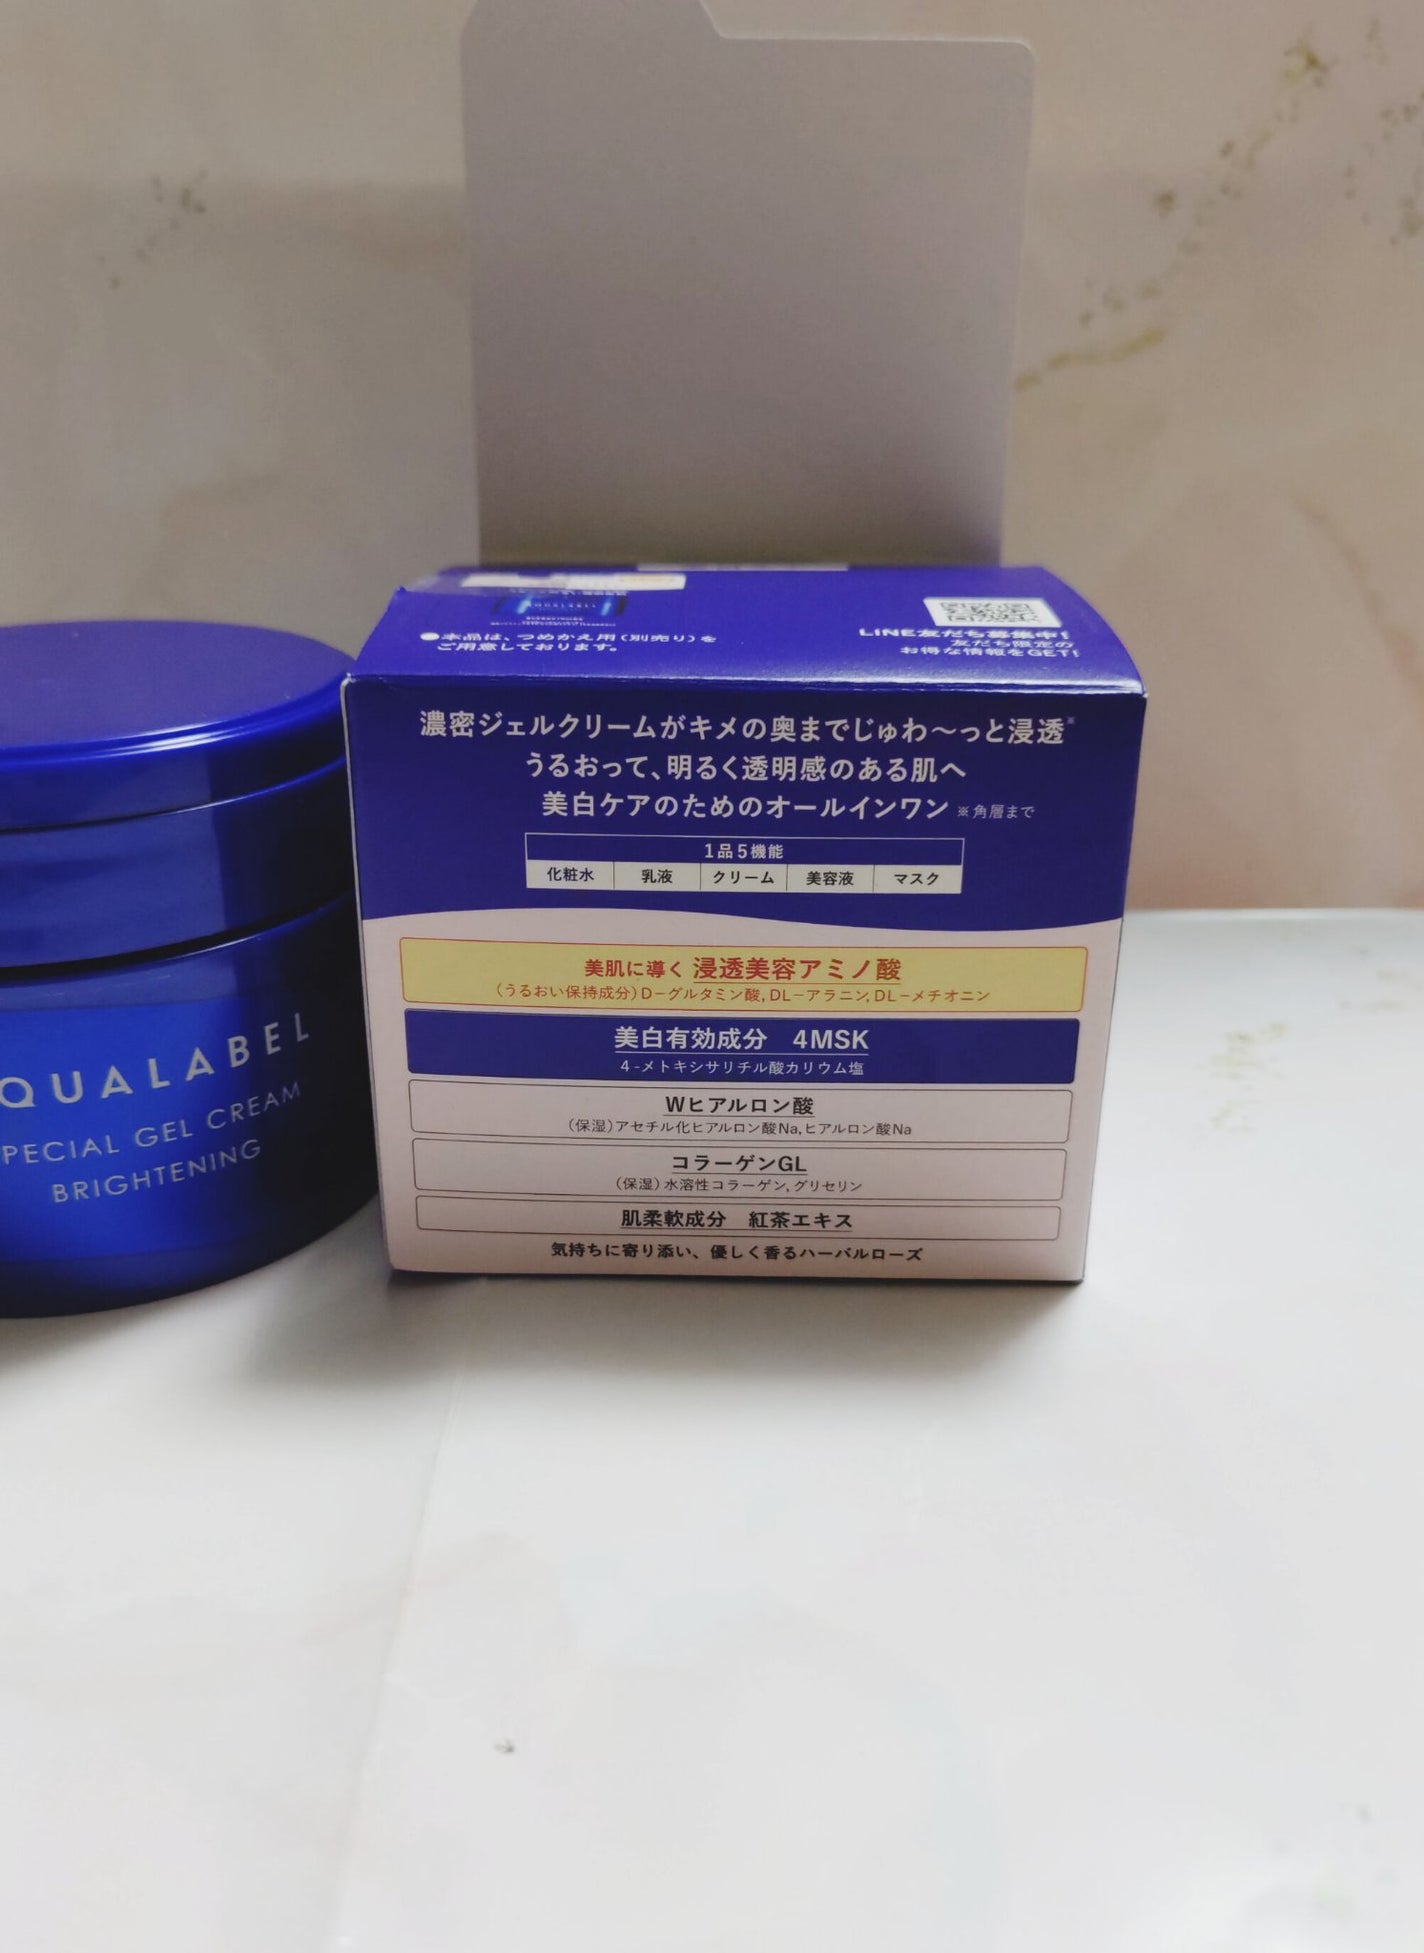 QUALABEL
PECIAL GEL CREAM
BRIGHTENING
●本品は、つめかえ用(別売り)を
ご用意しております。
LINE友だち募集中!
友だち限定の
お得な情報をGET!
濃密ジェルクリームがキメの奥までじゅわ〜っと浸透※
うるおって、明るく透明感のある肌へ
美白ケアのためのオールインワン ※角層まで
1品5機能
化粧水 乳液 クリーム 美容液 マスク
美肌に導く 浸透美容アミノ酸
(うるおい保持成分)D-グルタミン酸,DL-アラニン,DL-メチオニン
美白有効成分 4MSK
4-メトキシサリチル酸カリウム塩
Wヒアルロン酸
(保湿)アセチル化ヒアルロン酸Na,ヒアルロン酸Na
コラーゲンGL
(保湿)水溶性コラーゲン,グリセリン
肌柔軟成分 紅茶エキス
気持ちに寄り添い、優しく香るハーバルローズ